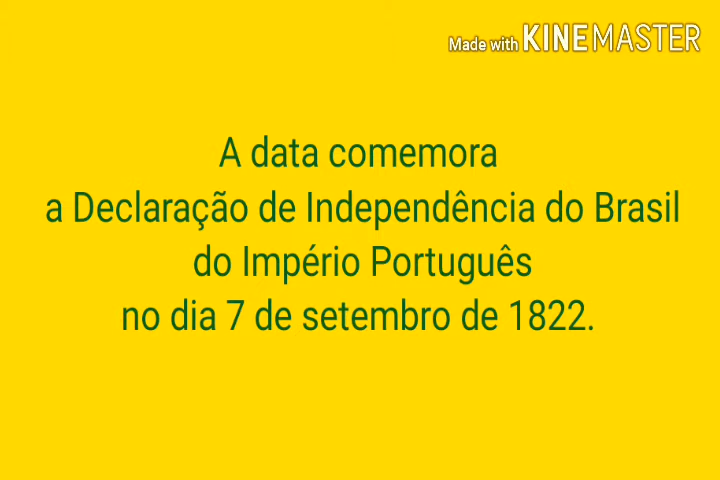 Made with KINEMASTER
A data comemora
a Declaração de Independência do Brasil
do Império Português
no dia 7 de setembro de 1822.